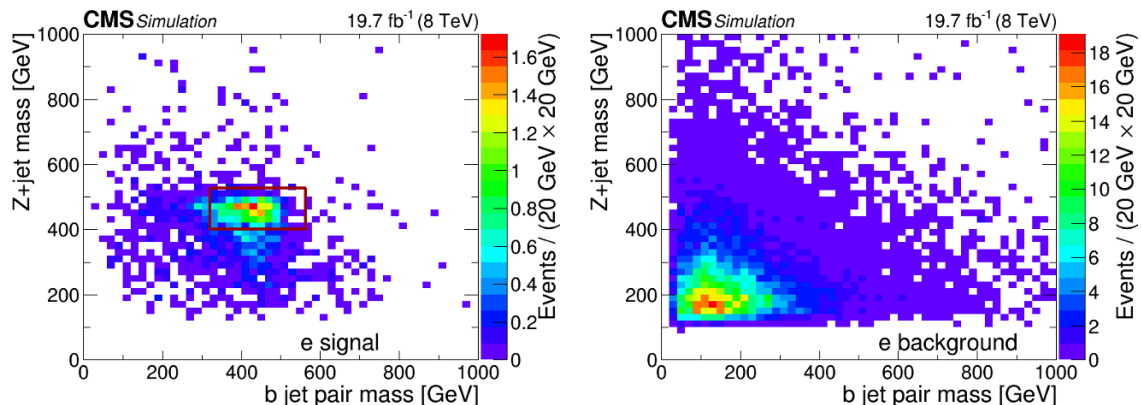 CMS Simulation 19.7 fb⁻¹ (8 TeV)
Z+jet mass [GeV]
1000
800
600
400
200
0
0 200 400 600 800 1000
b jet pair mass [GeV]
e signal
1.6
1.4
1.2
1
0.8
0.6
0.4
0.2
0
Events / (20 GeV × 20 GeV)
CMS Simulation 19.7 fb⁻¹ (8 TeV)
Z+jet mass [GeV]
1000
800
600
400
200
0
0 200 400 600 800 1000
b jet pair mass [GeV]
e background
18
16
14
12
10
8
6
4
2
0
Events / (20 GeV × 20 GeV)